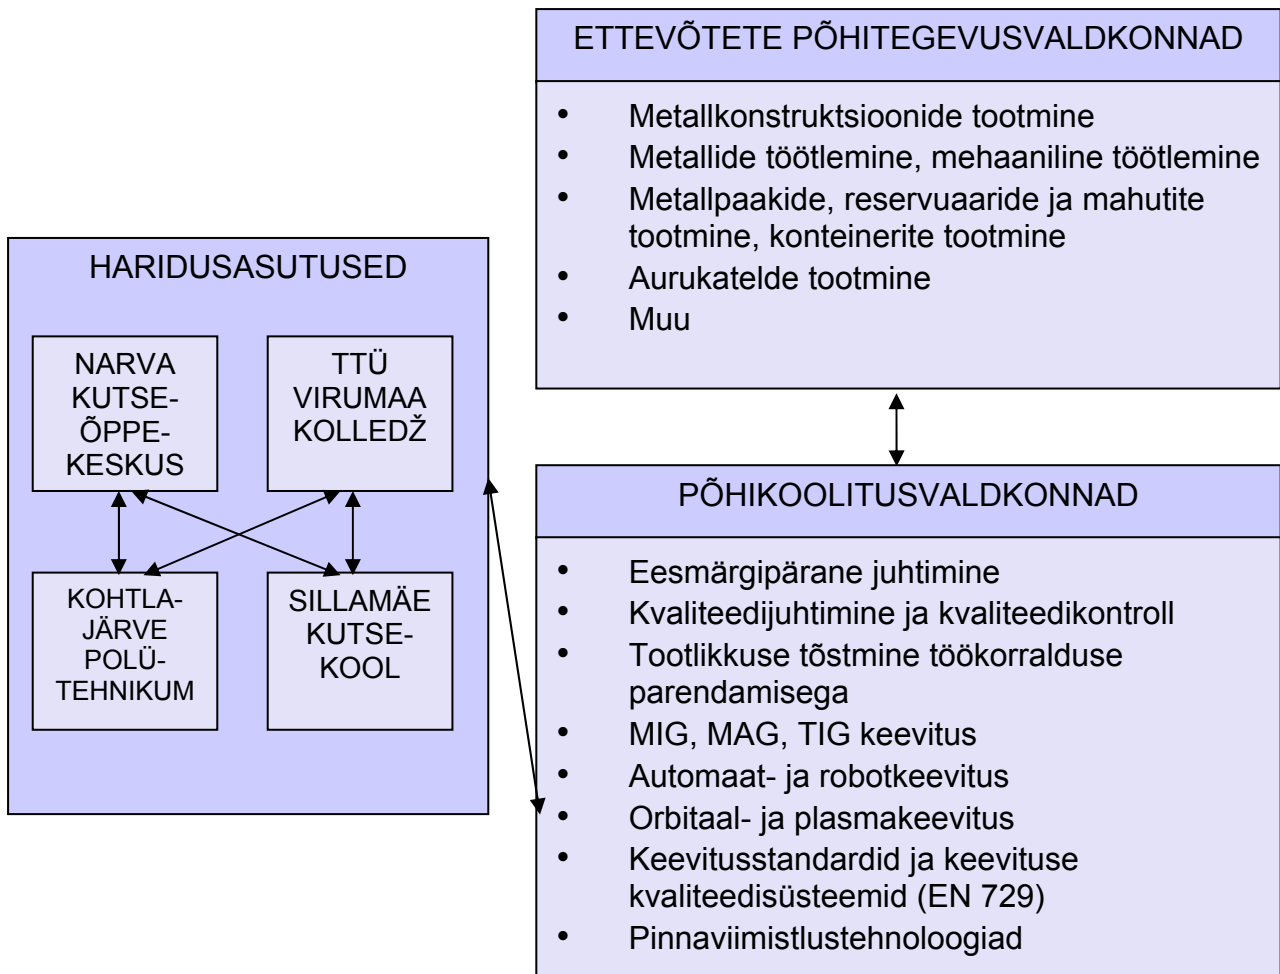 ETTEVÕTETE PÕHITEGEVUSVALDKONNAD
• Metallkonstruktsioonide tootmine
• Metallide töötlemine, mehaaniline töötlemine
• Metallpaakide, reservuaaride ja mahutite
tootmine, konteinerite tootmine
• Aurukatelde tootmine
• Muu
HARIDUSASUTUSED
NARVA
KUTSE-
ÕPPE-
KESKUS
TTÜ
VIRUMAA
KOLLEDŽ
KOHTLA-
JÄRVE
POLÜ-
TEHNIKUM
SILLAMÄE
KUTSE-
KOOL
PÕHIKOOLITUSVALDKONNAD
• Eesmärgipärane juhtimine
• Kvaliteedijuhtimine ja kvaliteedikontroll
• Tootlikkuse tõstmine töökorralduse
parendamisega
• MIG, MAG, TIG keevitus
• Automaat- ja robotkeevitus
• Orbitaal- ja plasmakeevitus
• Keevitusstandardid ja keevituse
kvaliteedisüsteemid (EN 729)
• Pinnaviimistlustehnoloogiad